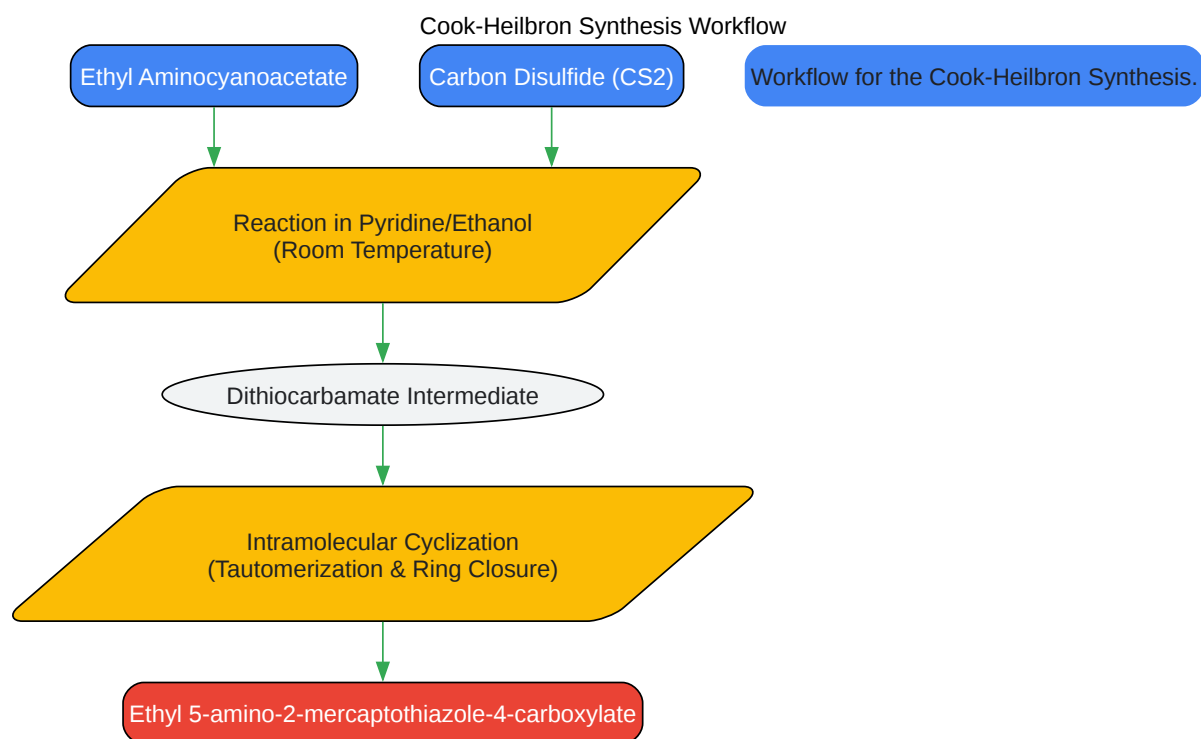 Cook-Heilbron Synthesis Workflow
Ethyl Aminocyanoacetate
Carbon Disulfide (CS2)
Workflow for the Cook-Heilbron Synthesis.
Reaction in Pyridine/Ethanol
(Room Temperature)
Dithiocarbamate Intermediate
Intramolecular Cyclization
(Tautomerization & Ring Closure)
Ethyl 5-amino-2-mercaptothiazole-4-carboxylate